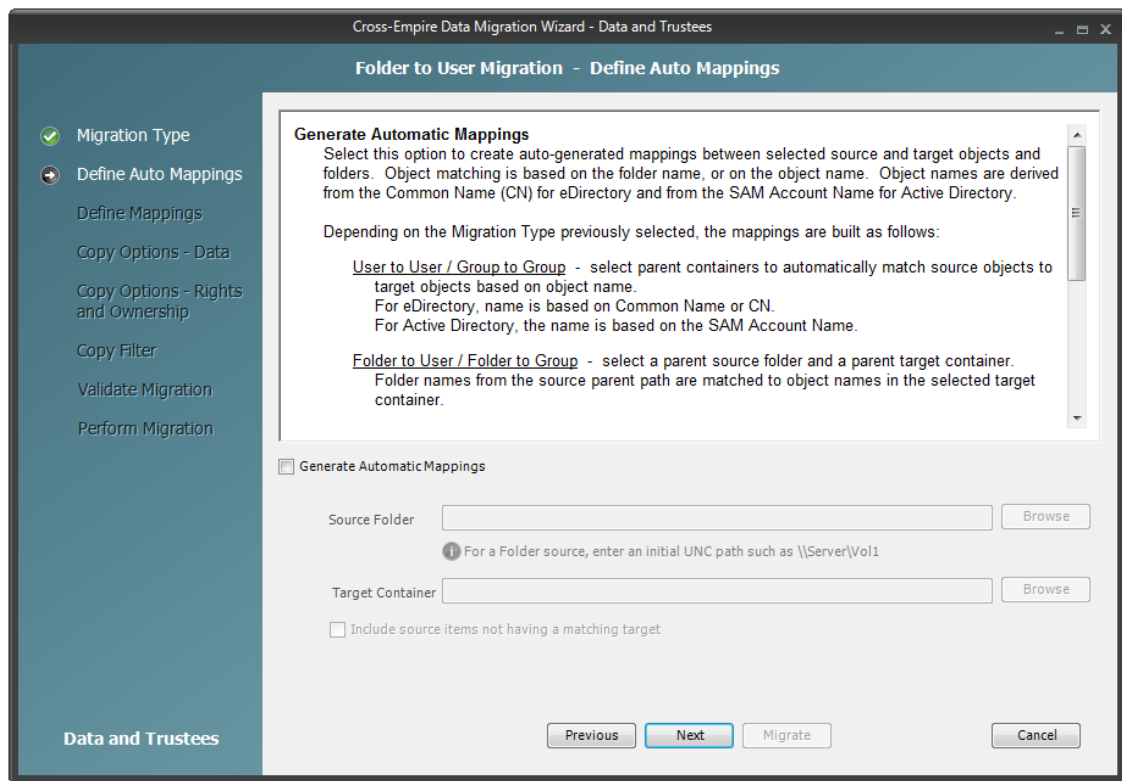 Cross-Empire Data Migration Wizard - Data and Trustees
Folder to User Migration - Define Auto Mappings
Migration Type
Define Auto Mappings
Define Mappings
Copy Options - Data
Copy Options - Rights
and Ownership
Copy Filter
Validate Migration
Perform Migration
Data and Trustees
Generate Automatic Mappings
Select this option to create auto-generated mappings between selected source and target objects and
folders. Object matching is based on the folder name, or on the object name. Object names are derived
from the Common Name (CN) for eDirectory and from the SAM Account Name for Active Directory.
Depending on the Migration Type previously selected, the mappings are built as follows:
User to User / Group to Group - select parent containers to automatically match source objects to
target objects based on object name.
For eDirectory, name is based on Common Name or CN.
For Active Directory, the name is based on the SAM Account Name.
Folder to User / Folder to Group - select a parent source folder and a parent target container.
Folder names from the source parent path are matched to object names in the selected target
container.
Generate Automatic Mappings
Source Folder
Browse
For a Folder source, enter an initial UNC path such as \\Server\Vol1
Target Container
Browse
Include source items not having a matching target
Previous
Next
Migrate
Cancel